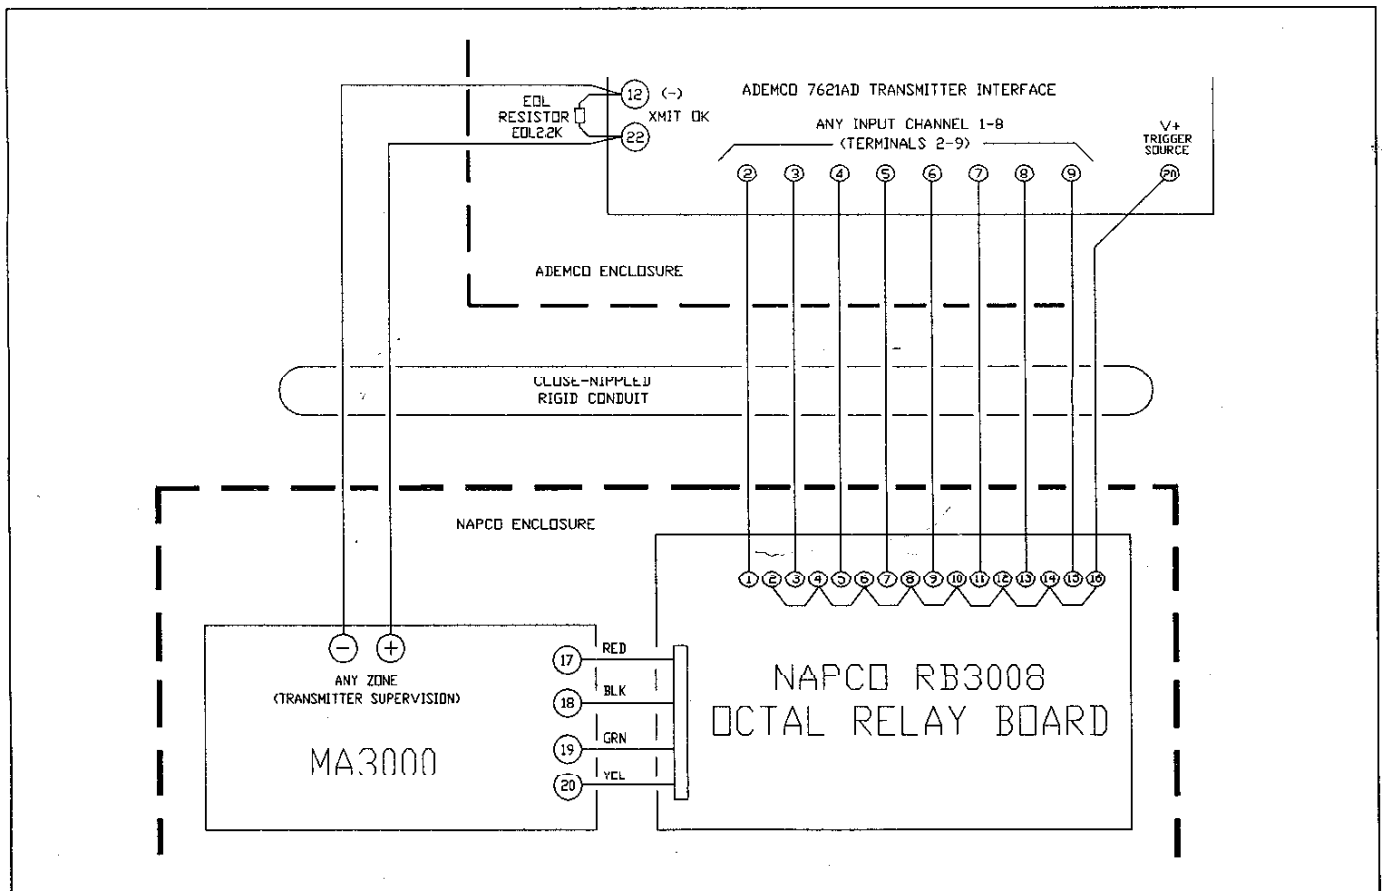 ADEMCO 7621AD TRANSMITTER INTERFACE
12 (-)
EOL
RESISTOR
EOL2.2K
XMIT OK
22
ANY INPUT CHANNEL 1-8
(TERMINALS 2-9)
V+
TRIGGER
SOURCE
2 3 4 5 6 7 8 9 20
ADEMCO ENCLOSURE
CLOSE-NIPPLED
RIGID CONDUIT
NAPCO ENCLOSURE
1 2 3 4 5 6 7 8 9 10 11 12 13 14 15 16
- +
ANY ZONE
(TRANSMITTER SUPERVISION)
MA3000
17 RED
18 BLK
19 GRN
20 YEL
NAPCO RB3008
OCTAL RELAY BOARD